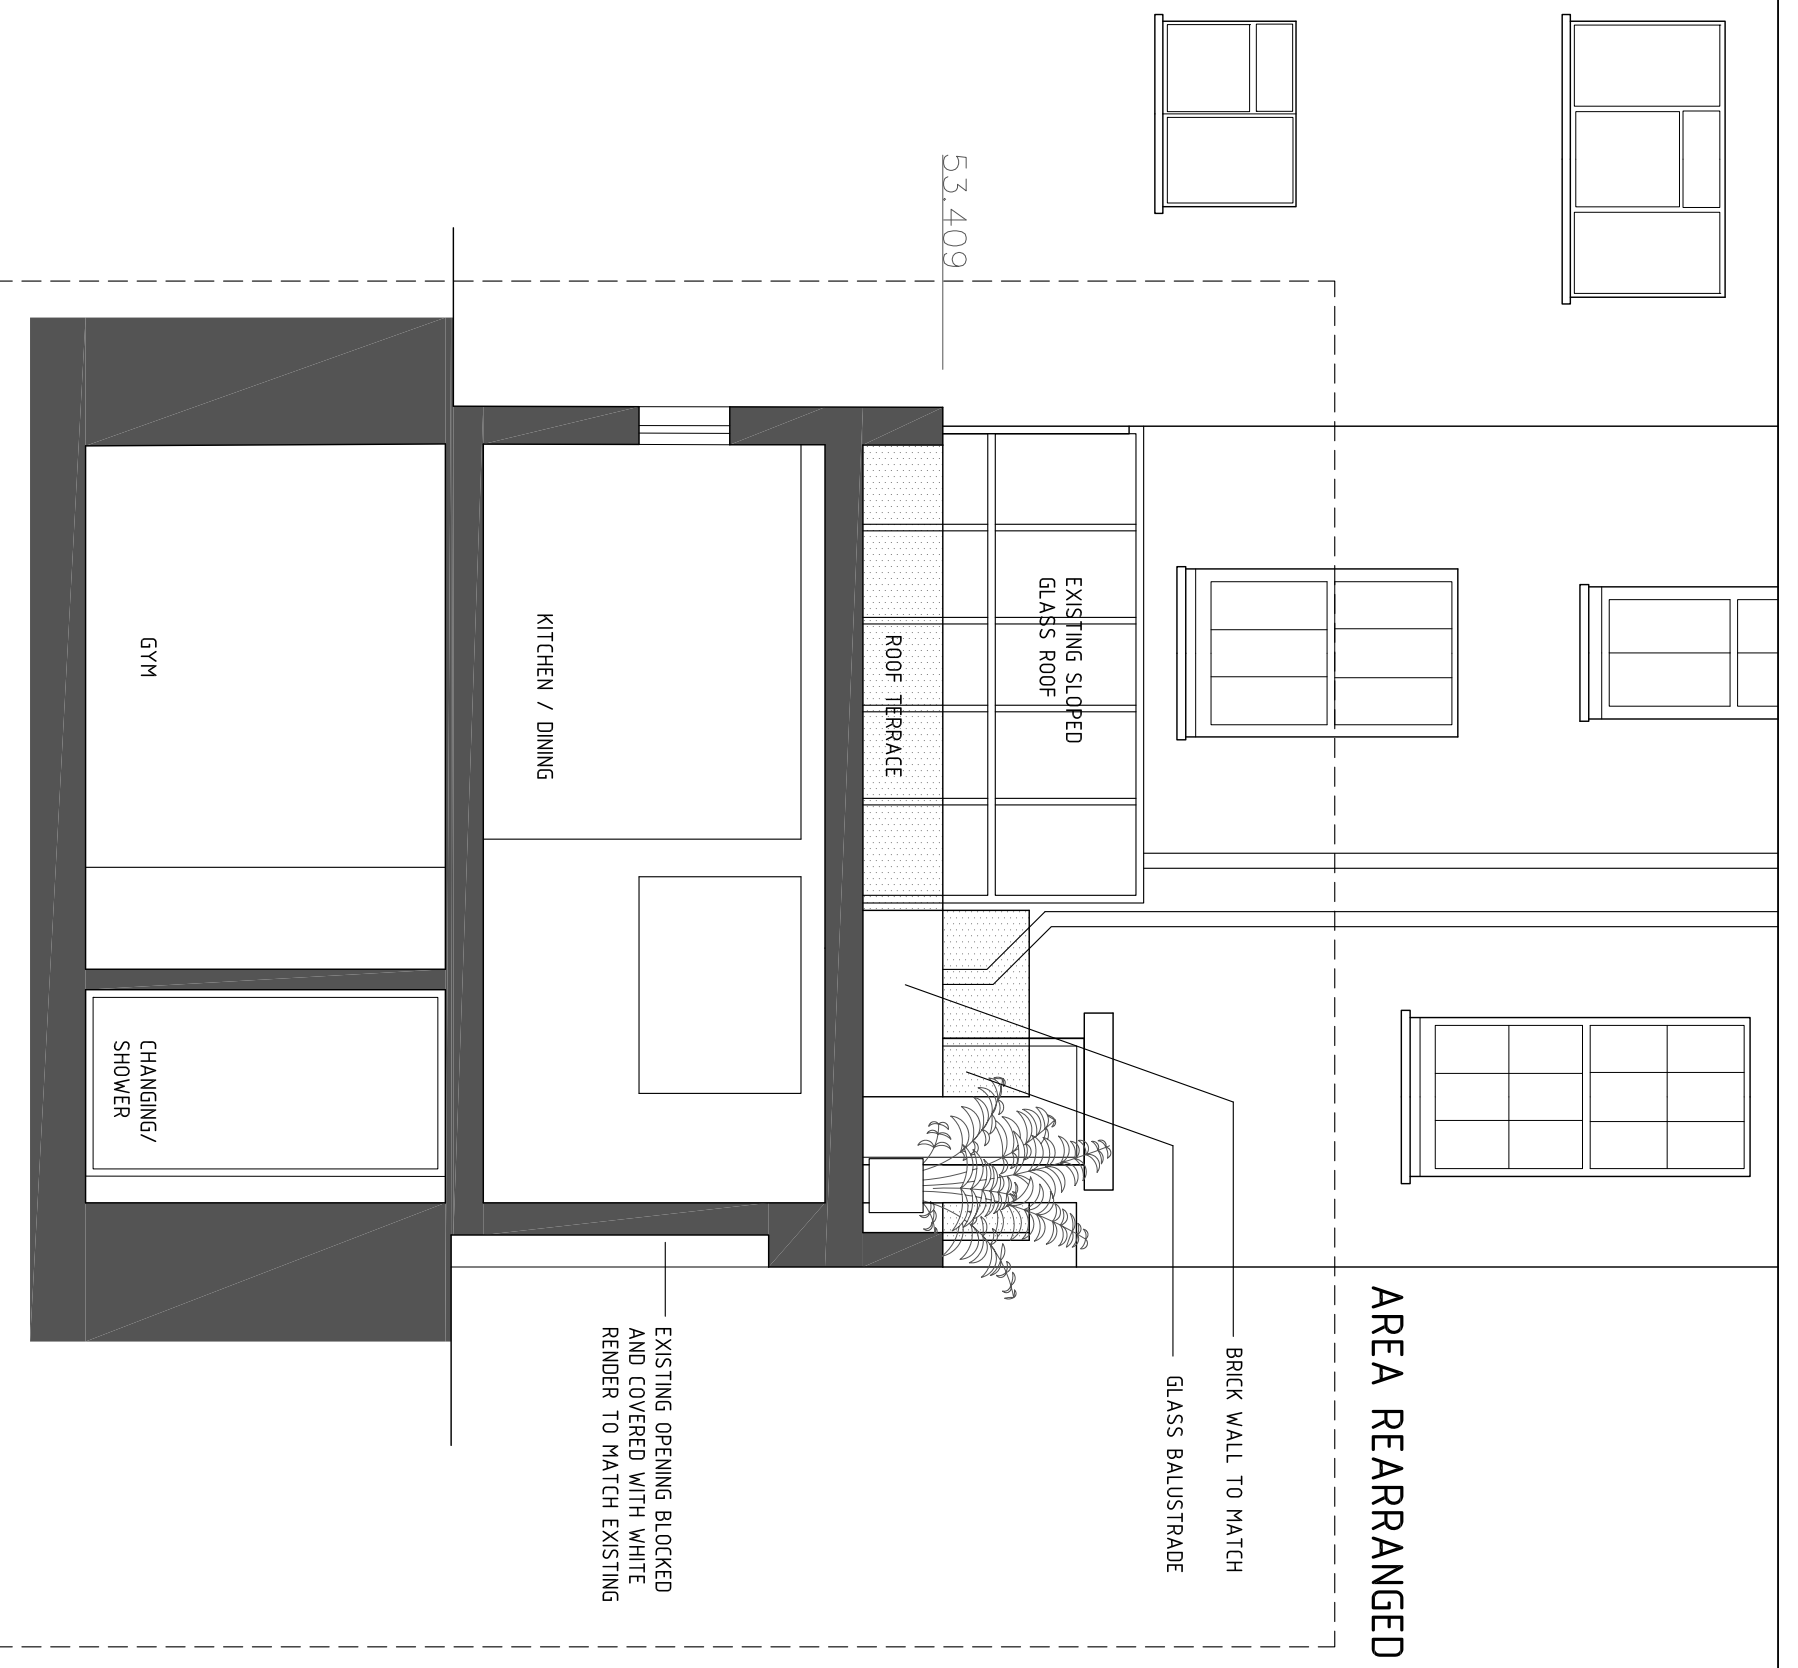 AREA REARRANGED
BRICK WALL TO MATCH
GLASS BALUSTRADE
EXISTING SLOPED
GLASS ROOF
53.409
ROOF TERRACE
EXISTING OPENING BLOCKED
AND COVERED WITH WHITE
RENDER TO MATCH EXISTING
KITCHEN / DINING
GYM
CHANGING/
SHOWER